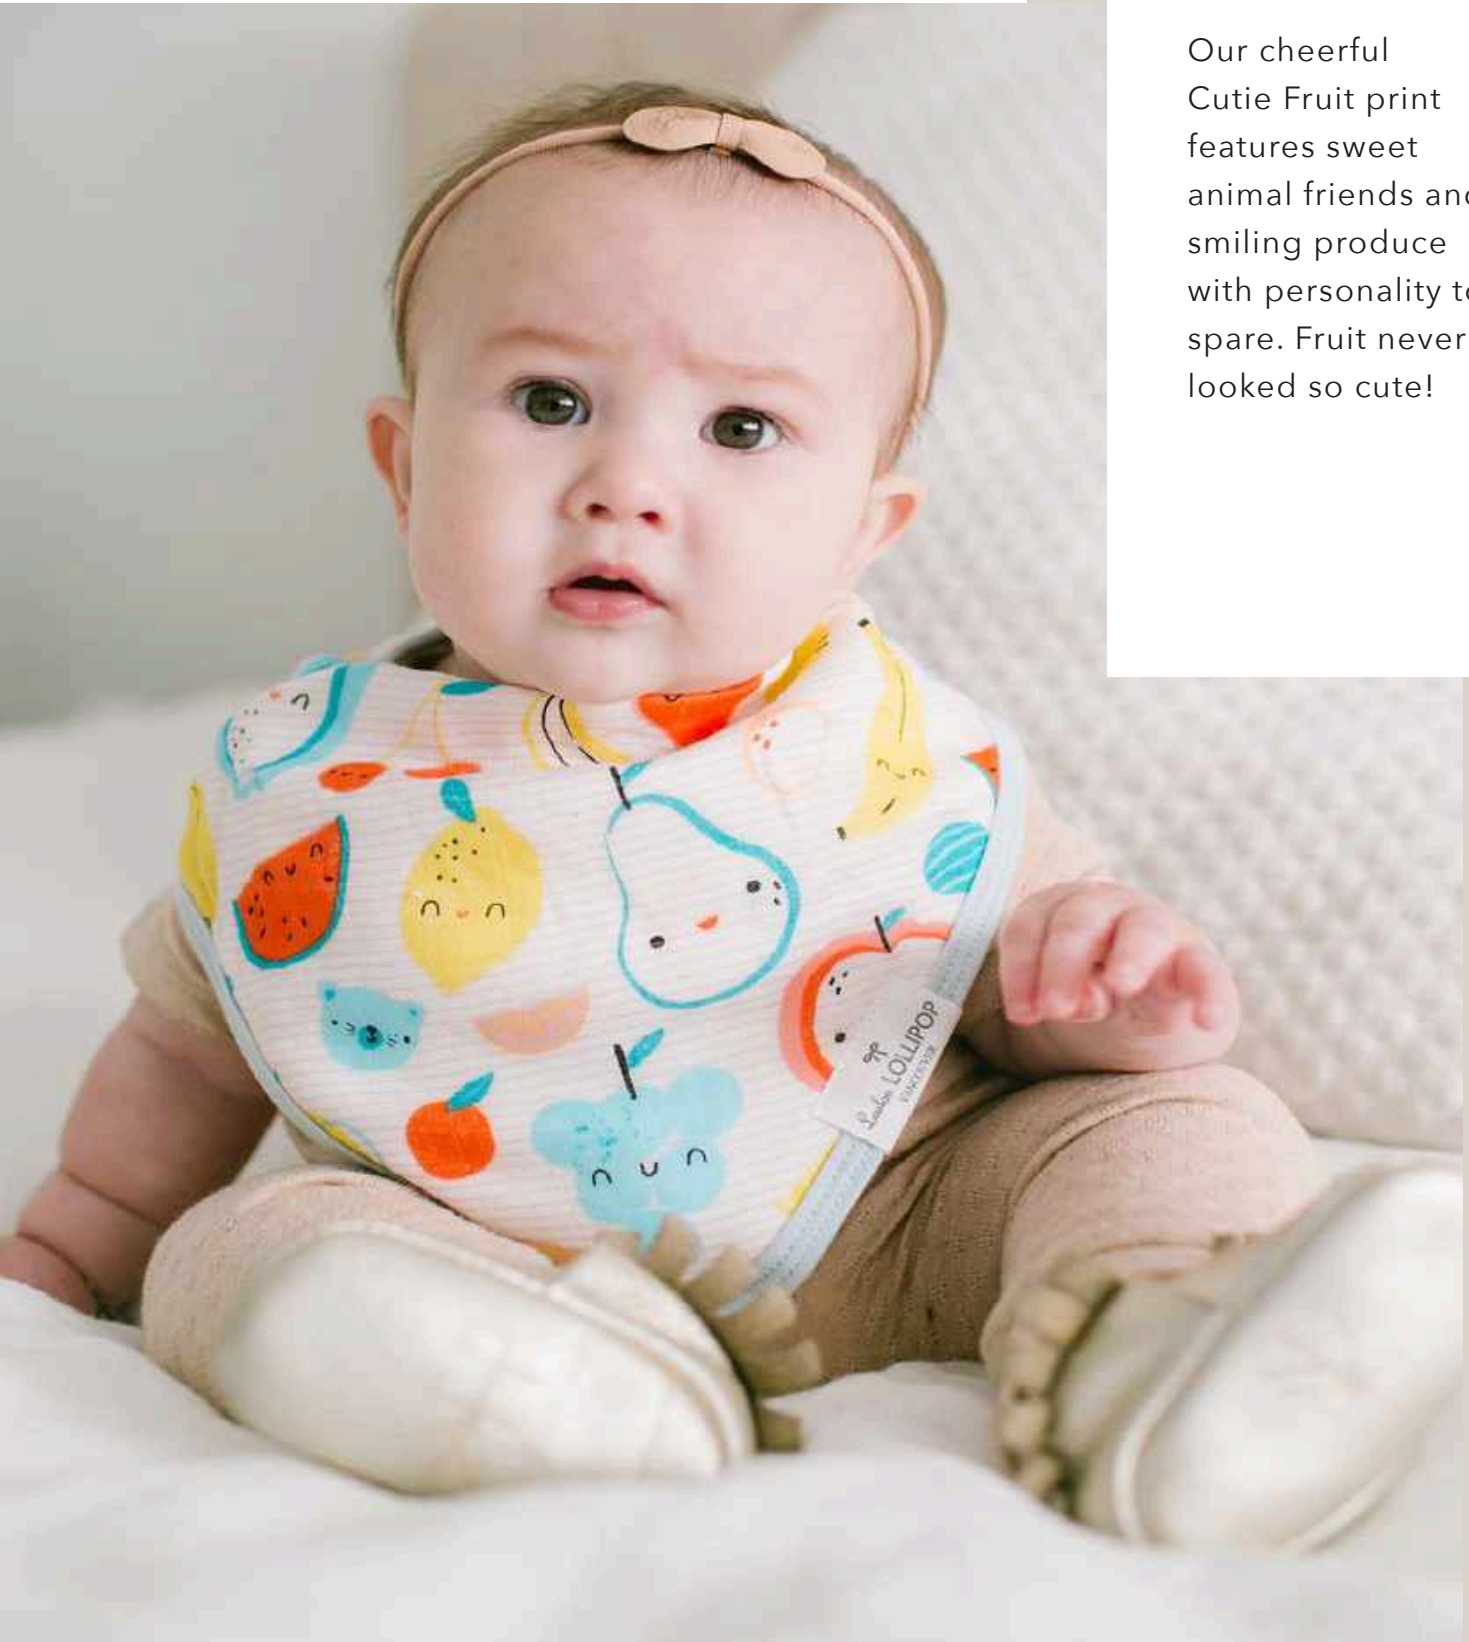 Our cheerful
Cutie Fruit print
features sweet
animal friends and
smiling produce
with personality to
spare. Fruit never
looked so cute!
Loulou LOLLIPOP
VANCOUVER